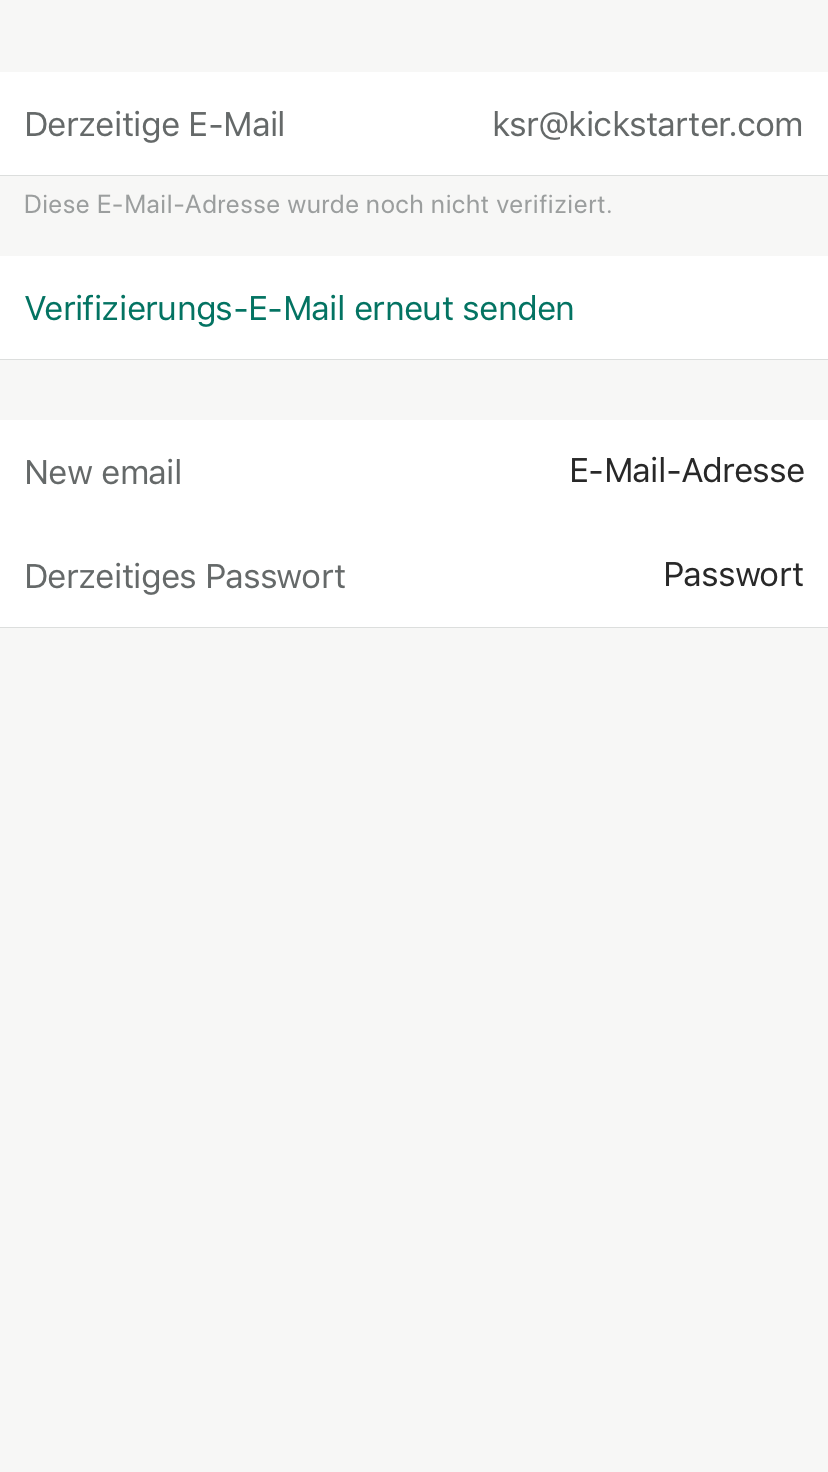 Derzeitige E-Mail ksr@kickstarter.com
Diese E-Mail-Adresse wurde noch nicht verifiziert.
Verifizierungs-E-Mail erneut senden
New email E-Mail-Adresse
Derzeitiges Passwort Passwort